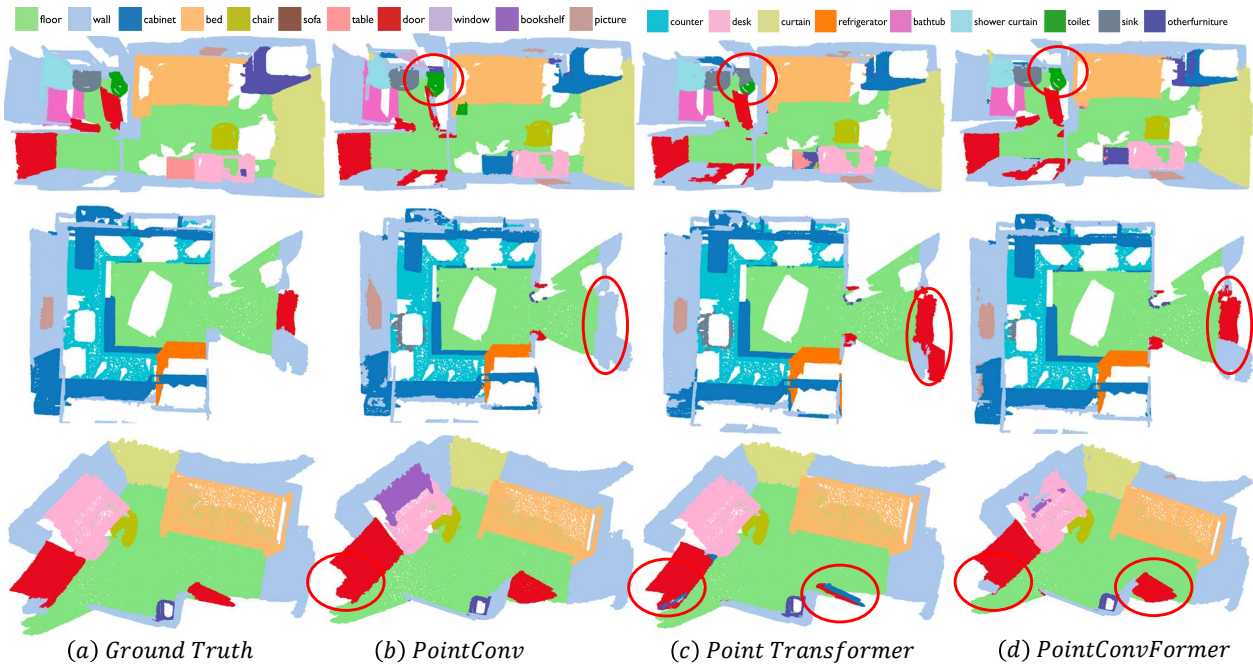 floor wall cabinet bed chair sofa table door window bookshelf picture counter desk curtain refrigerator bathtub shower curtain toilet sink otherfurniture
(a) Ground Truth (b) PointConv (c) Point Transformer (d) PointConvFormer